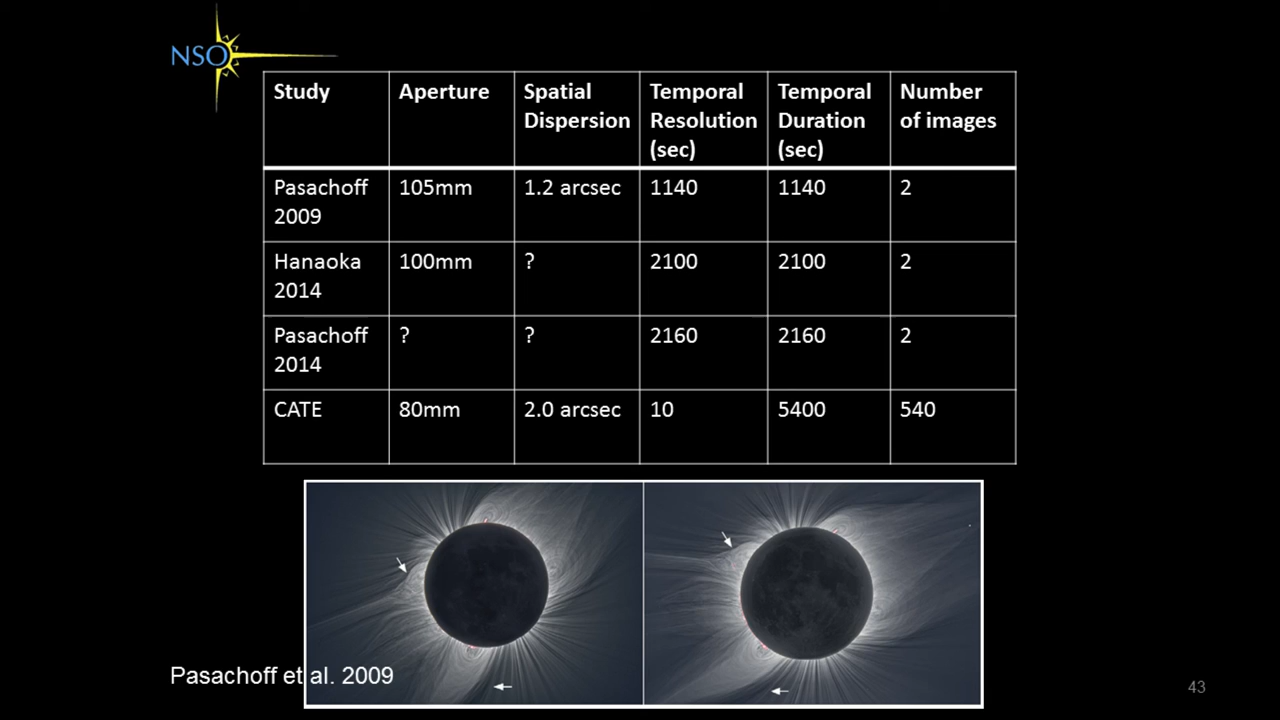 NSO
Study Aperture Spatial Dispersion Temporal Resolution (sec) Temporal Duration (sec) Number of images
Pasachoff 2009 105mm 1.2 arcsec 1140 1140 2
Hanaoka 2014 100mm ? 2100 2100 2
Pasachoff 2014 ? ? 2160 2160 2
CATE 80mm 2.0 arcsec 10 5400 540
Pasachoff et al. 2009
43